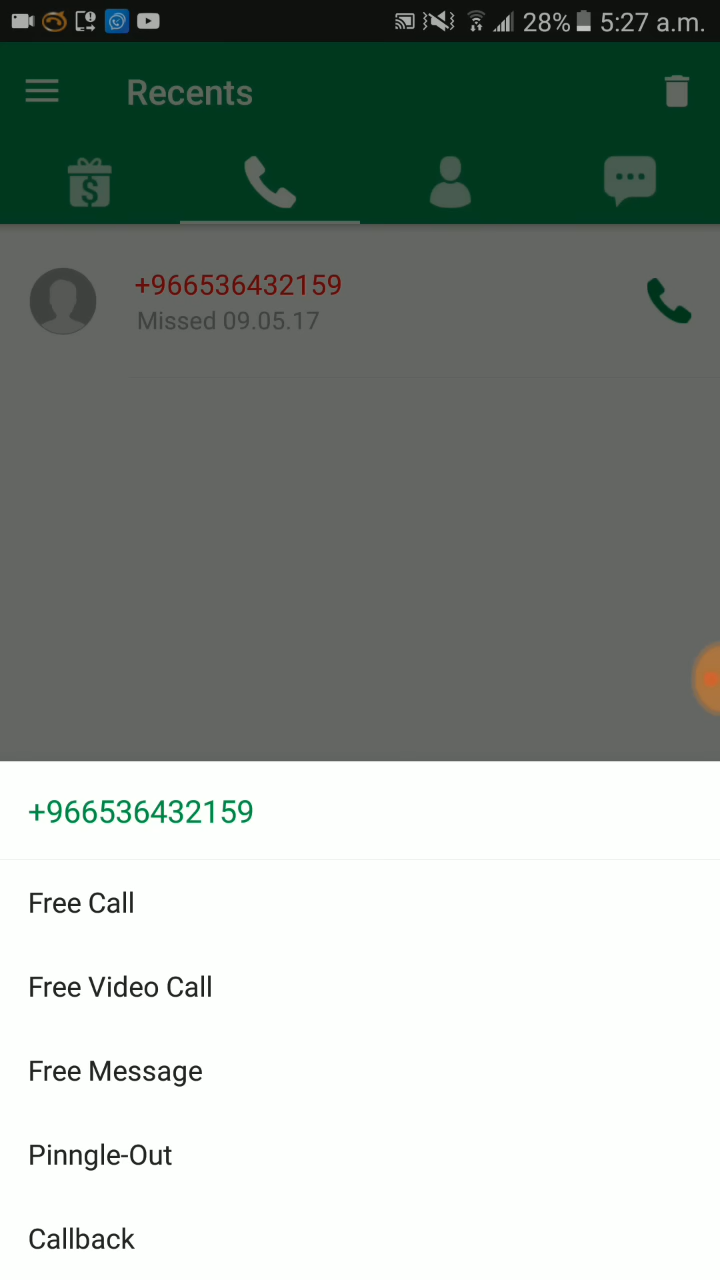 28% 5:27 a.m.
Recents
+966536432159
Missed 09.05.17
+966536432159
Free Call
Free Video Call
Free Message
Pinngle-Out
Callback